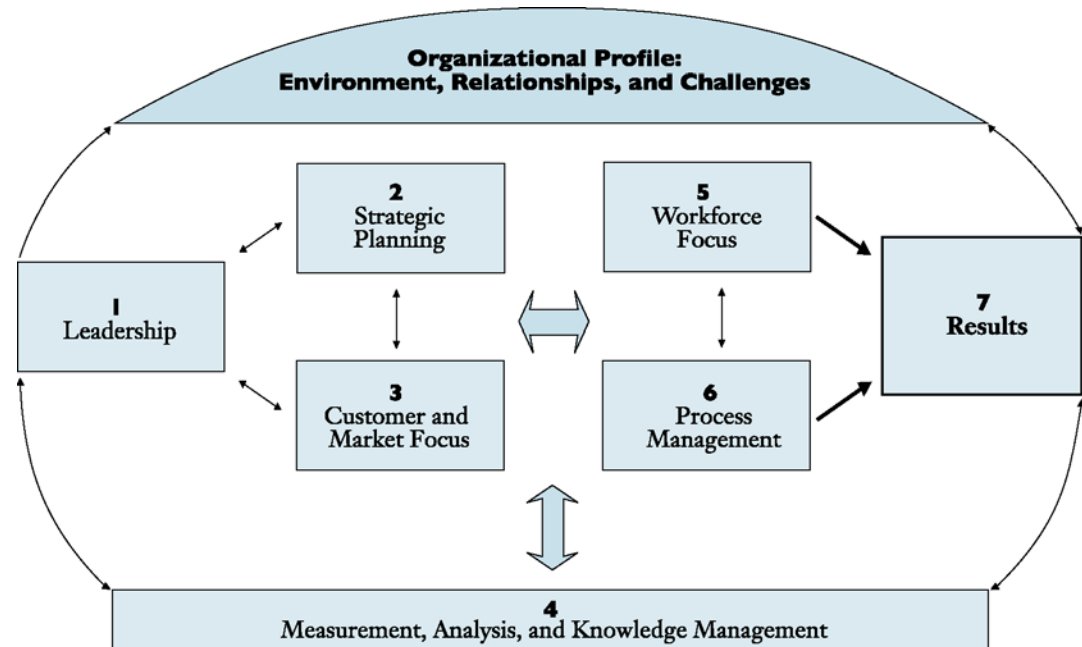 Organizational Profile:
Environment, Relationships, and Challenges
2
Strategic
Planning
5
Workforce
Focus
1
Leadership
7
Results
3
Customer and
Market Focus
6
Process
Management
4
Measurement, Analysis, and Knowledge Management